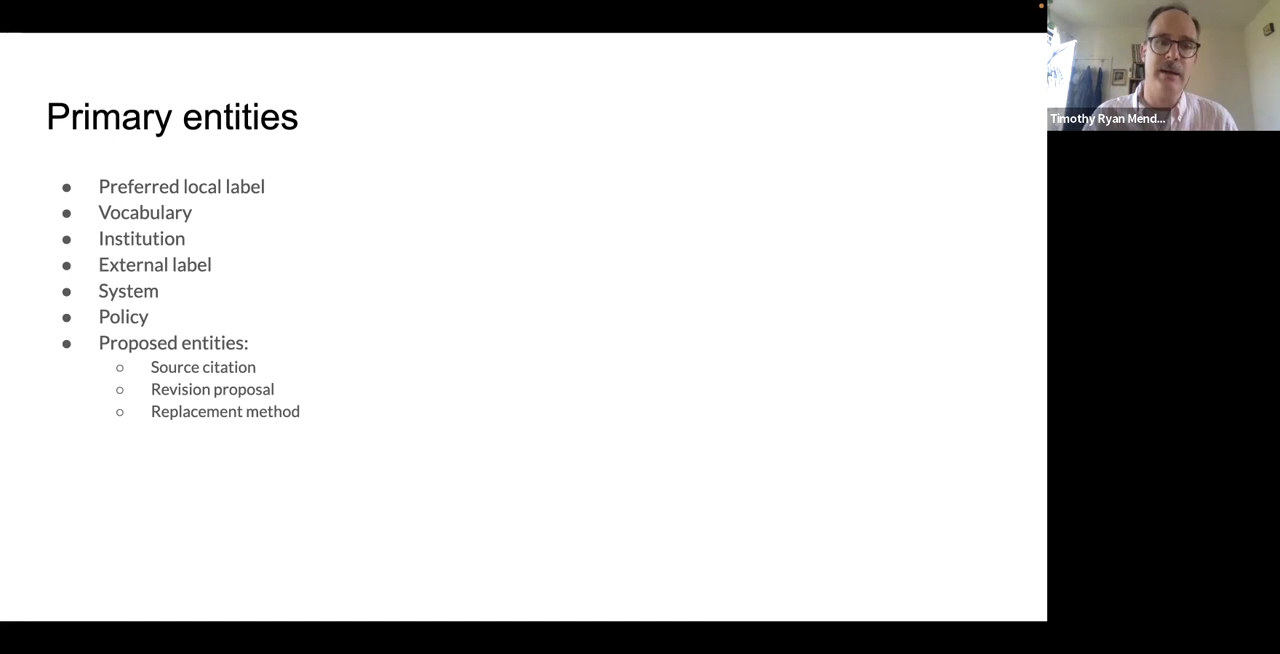 Primary entities
● Preferred local label
● Vocabulary
● Institution
● External label
● System
● Policy
● Proposed entities:
○ Source citation
○ Revision proposal
○ Replacement method
Timothy Ryan Mend...